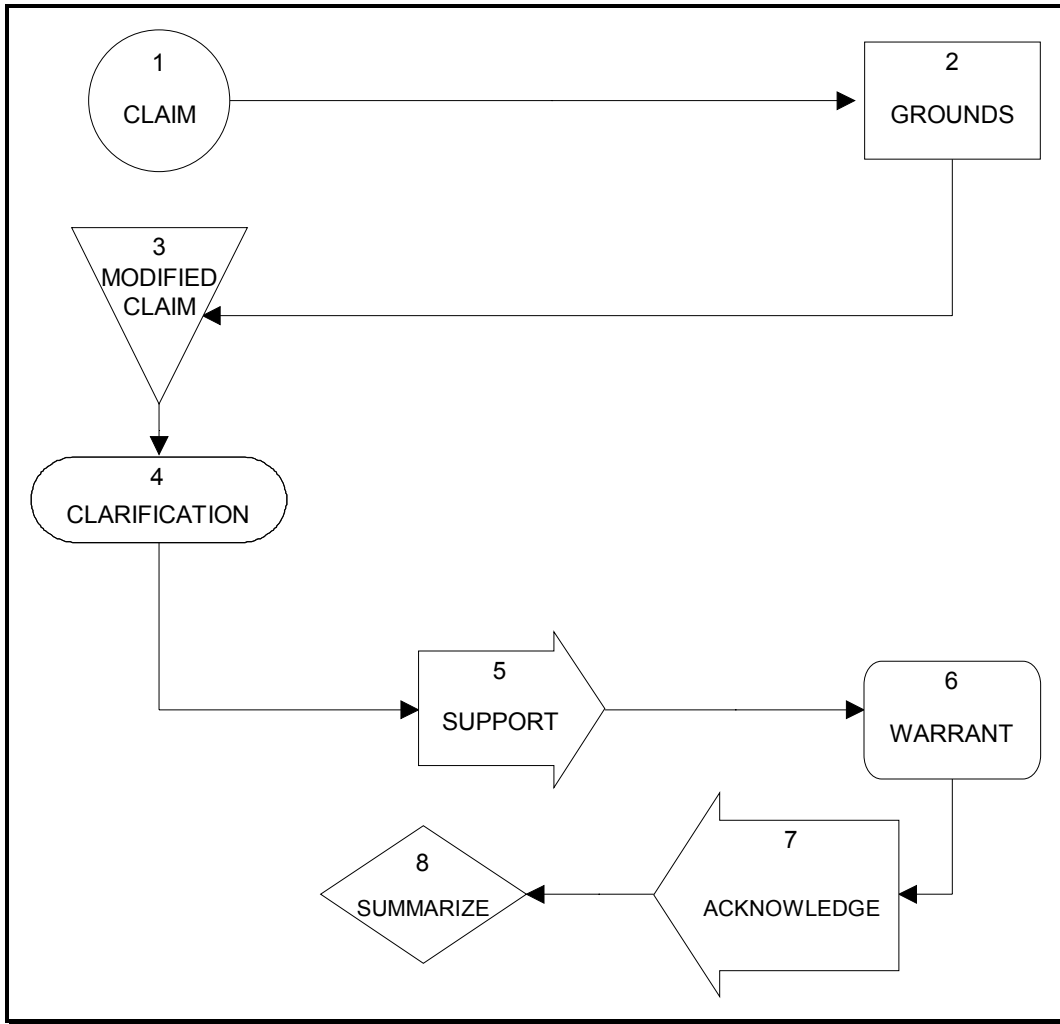 1
CLAIM
2
GROUNDS
3
MODIFIED
CLAIM
4
CLARIFICATION
5
SUPPORT
6
WARRANT
7
ACKNOWLEDGE
8
SUMMARIZE